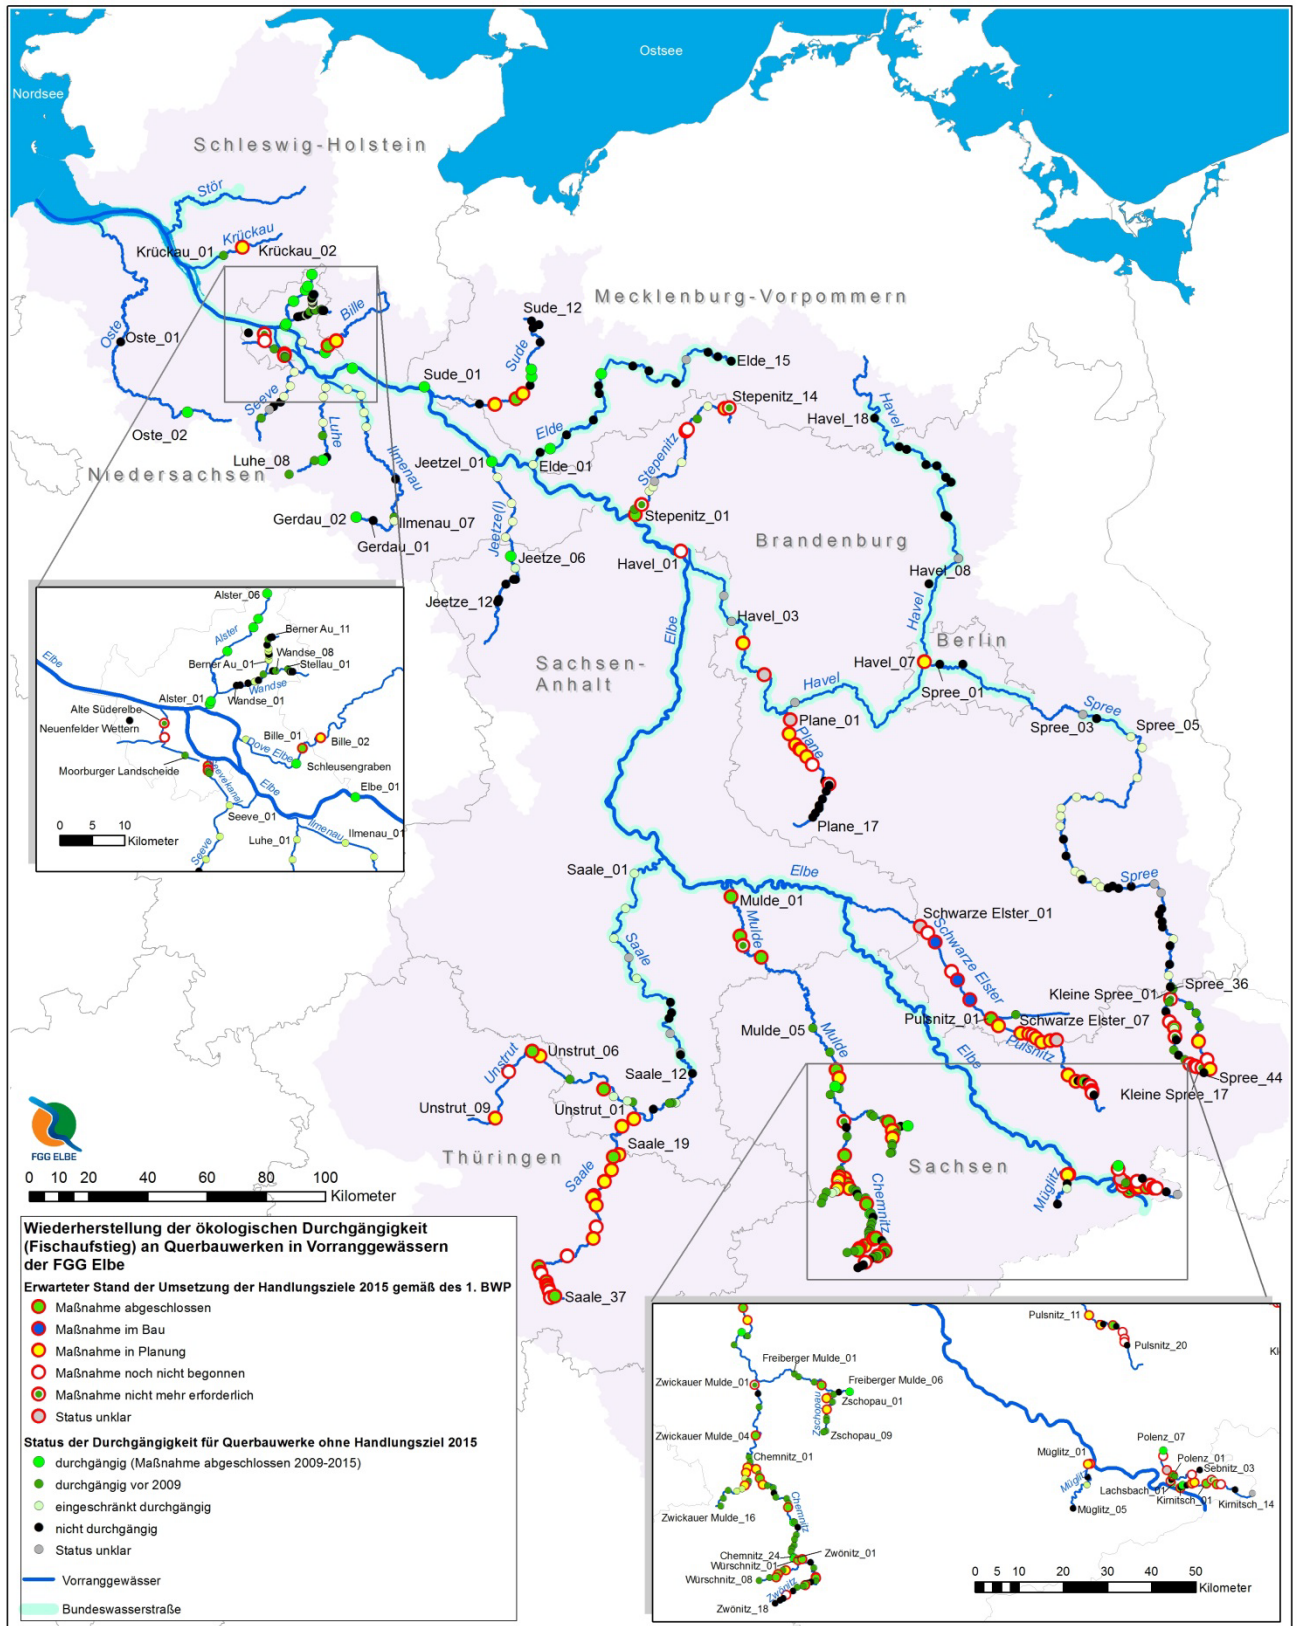 Ostsee
Nordsee
Schleswig-Holstein
Stör
Krückau
Krückau_01
Krückau_02
Mecklenburg-Vorpommern
Bille
Sude_12
Oste
Oste_01
Sude
Elde_15
Sude_01
Stepenitz_14
Havel
Seeve
Havel_18
Oste_02
Luhe
Elde
Stepenitz
Luhe_08
Ilmenau
Jeetzel_01
Elde_01
Niedersachsen
Gerdau_02
Ilmenau_07
Stepenitz_01
Gerdau_01
Jeetze(l)
Brandenburg
Jeetze_06
Havel_01
Havel_08
Jeetze_12
Elbe
Havel_03
Havel
Berlin
Sachsen-
Anhalt
Havel_07
Havel
Spree_01
Spree
Plane_01
Spree_03
Spree_05
Plane
Plane_17
Saale_01
Elbe
Spree
Mulde_01
Schwarze Elster_01
Mulde
Schwarze Elster
Saale
Spree_36
Kleine Spree_01
Pulsnitz_01
Schwarze Elster_07
Mulde_05
Mulde
Pulsnitz
Unstrut
Unstrut_06
Elbe
Saale_12
Spree_44
Unstrut_09
Unstrut_01
Kleine Spree_17
Thüringen
Saale_19
Sachsen
Saale
Chemnitz
Müglitz
Saale_37
Alster_06
Alster
Berner Au_11
Elbe
Berner Au_01
Wandse_08
Stellau_01
Wandse
Alster_01
Wandse_01
Alte Süderelbe
Neuenfelder Wettern
Bille_01
Bille_02
Dove Elbe
Schleusengraben
Moorburger Landscheide
Seevekanal
Elbe
Elbe_01
Seeve_01
Ilmenau
Ilmenau_01
Luhe_01
Seeve
0 5 10
Kilometer
FGG ELBE
0 10 20 40 60 80 100
Kilometer
Wiederherstellung der ökologischen Durchgängigkeit
(Fischaufstieg) an Querbauwerken in Vorranggewässern
der FGG Elbe
Erwarteter Stand der Umsetzung der Handlungsziele 2015 gemäß des 1. BWP
Maßnahme abgeschlossen
Maßnahme im Bau
Maßnahme in Planung
Maßnahme noch nicht begonnen
Maßnahme nicht mehr erforderlich
Status unklar
Status der Durchgängigkeit für Querbauwerke ohne Handlungsziel 2015
durchgängig (Maßnahme abgeschlossen 2009-2015)
durchgängig vor 2009
eingeschränkt durchgängig
nicht durchgängig
Status unklar
Vorranggewässer
Bundeswasserstraße
Pulsnitz_11
Pulsnitz_20
Kl
Freiberger Mulde_01
Zwickauer Mulde_01
Freiberger Mulde_06
Zschopau
Zschopau_01
Zwickauer Mulde_04
Zschopau_09
Chemnitz_01
Müglitz_01
Polenz_07
Polenz_01
Sebnitz_03
Müglitz
Lachsbach_01
Kirnitsch_01
Kirnitsch_14
Zwickauer Mulde_16
Müglitz_05
Chemnitz
Chemnitz_24
Zwönitz_01
Würschnitz_01
Würschnitz_08
Zwönitz
Zwönitz_18
0 5 10 20 30 40 50
Kilometer